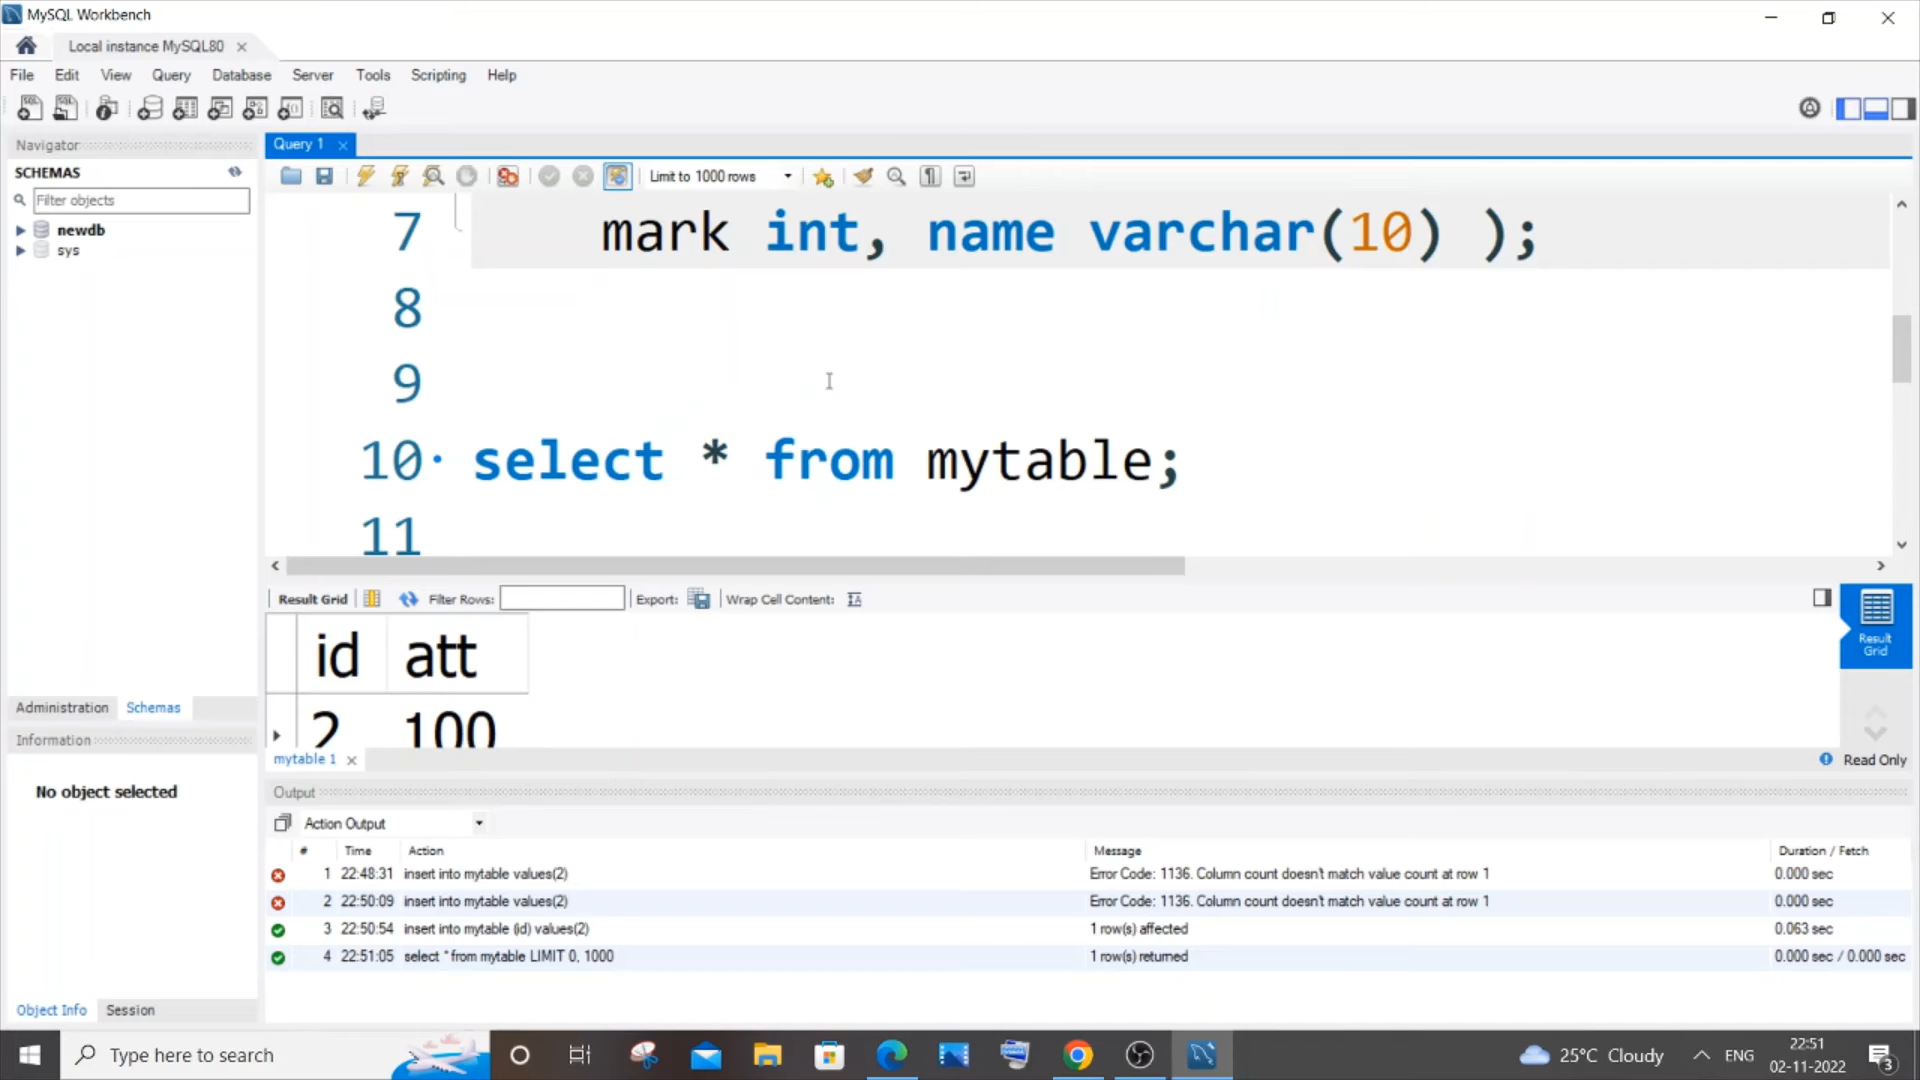 MySQL Workbench
Local instance MySQL80
File Edit View Query Database Server Tools Scripting Help
Navigator
SCHEMAS
Filter objects
newdb
sys
Administration Schemas
Information
No object selected
Object Info Session
Query 1
Limit to 1000 rows
7 mark int, name varchar(10) );
8
9
10 select * from mytable;
11
Result Grid Filter Rows: Export: Wrap Cell Content:
id att
2 100
Result
Grid
mytable 1
Read Only
Output
Action Output
# Time Action Message Duration / Fetch
1 22:48:31 insert into mytable values(2) Error Code: 1136. Column count doesn't match value count at row 1 0.000 sec
2 22:50:09 insert into mytable values(2) Error Code: 1136. Column count doesn't match value count at row 1 0.000 sec
3 22:50:54 insert into mytable (id) values(2) 1 row(s) affected 0.063 sec
4 22:51:05 select * from mytable LIMIT 0, 1000 1 row(s) returned 0.000 sec / 0.000 sec
Type here to search
25°C Cloudy
ENG
22:51
02-11-2022
3